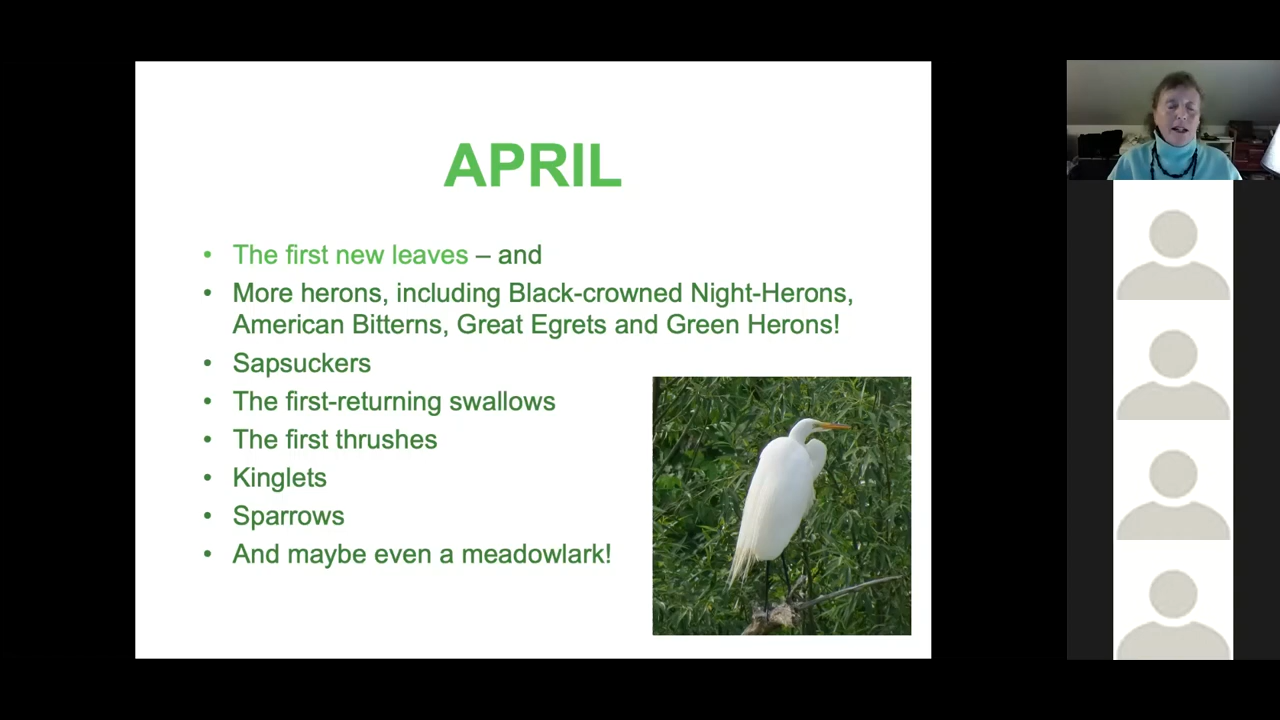 APRIL
• The first new leaves – and
• More herons, including Black-crowned Night-Herons,
American Bitterns, Great Egrets and Green Herons!
• Sapsuckers
• The first-returning swallows
• The first thrushes
• Kinglets
• Sparrows
• And maybe even a meadowlark!